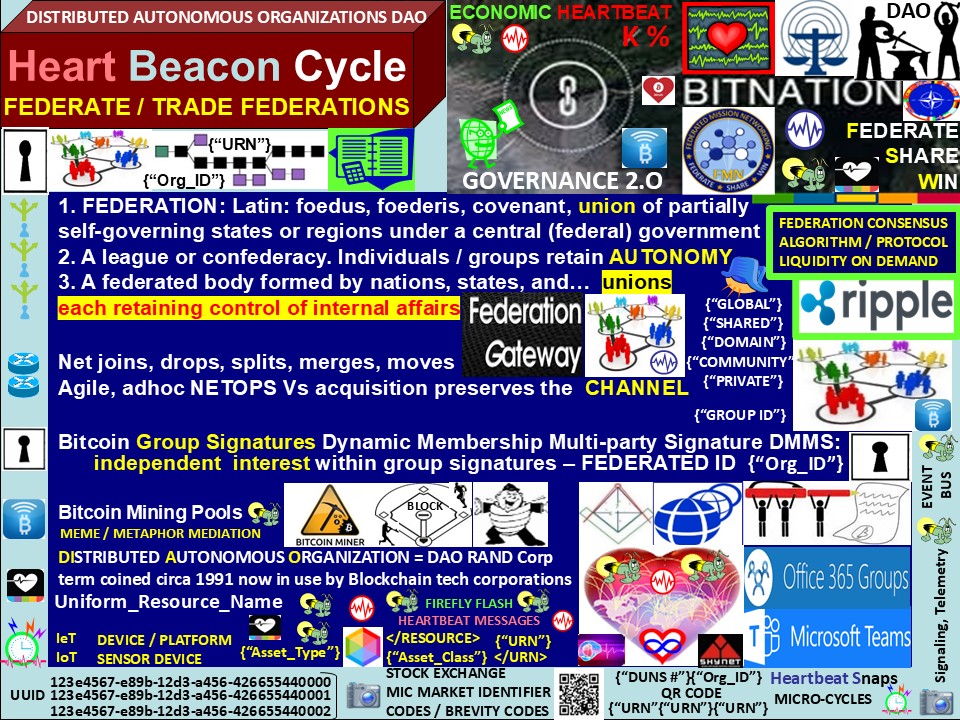 DISTRIBUTED AUTONOMOUS ORGANIZATIONS DAO
Heart Beacon Cycle
FEDERATE / TRADE FEDERATIONS
ECONOMIC HEARTBEAT
K %
DAO
BITNATION
FMN
FEDERATE SHARE WIN
GOVERNANCE 2.0
FEDERATE
SHARE
WIN
{“URN”}
{“Org_ID”}
1. FEDERATION: Latin: foedus, foederis, covenant, union of partially
self-governing states or regions under a central (federal) government
2. A league or confederacy. Individuals / groups retain AUTONOMY
3. A federated body formed by nations, states, and… unions
each retaining control of internal affairs
FEDERATION CONSENSUS
ALGORITHM / PROTOCOL
LIQUIDITY ON DEMAND
ripple
Federation
Gateway
{“GLOBAL”}
{“SHARED”}
{“DOMAIN”}
{“COMMUNITY”
{“PRIVATE”}
{“GROUP ID”}
Net joins, drops, splits, merges, moves
Agile, adhoc NETOPS Vs acquisition preserves the CHANNEL
Bitcoin Group Signatures Dynamic Membership Multi-party Signature DMMS:
independent interest within group signatures – FEDERATED ID {“Org_ID”}
EVENT
BUS
Bitcoin Mining Pools
MEME / METAPHOR MEDIATION
BITCOIN MINER
BLOCK
DISTRIBUTED AUTONOMOUS ORGANIZATION = DAO RAND Corp
term coined circa 1991 now in use by Blockchain tech corporations
Office 365 Groups
Microsoft Teams
Signaling, Telemetry
Uniform_Resource_Name
FIREFLY FLASH
HEARTBEAT MESSAGES
IeT
IoT
DEVICE / PLATFORM
SENSOR DEVICE
{“Asset_Type”}
</RESOURCE>
{“Asset_Class”}
{“URN”}
</URN>
SKYNET
UUID
123e4567-e89b-12d3-a456-426655440000
123e4567-e89b-12d3-a456-426655440001
123e4567-e89b-12d3-a456-426655440002
STOCK EXCHANGE
MIC MARKET IDENTIFIER
CODES / BREVITY CODES
{“DUNS #”}{“Org_ID”}
QR CODE
{“URN”{“URN”}{“URN”}
Heartbeat Snaps
MICRO-CYCLES